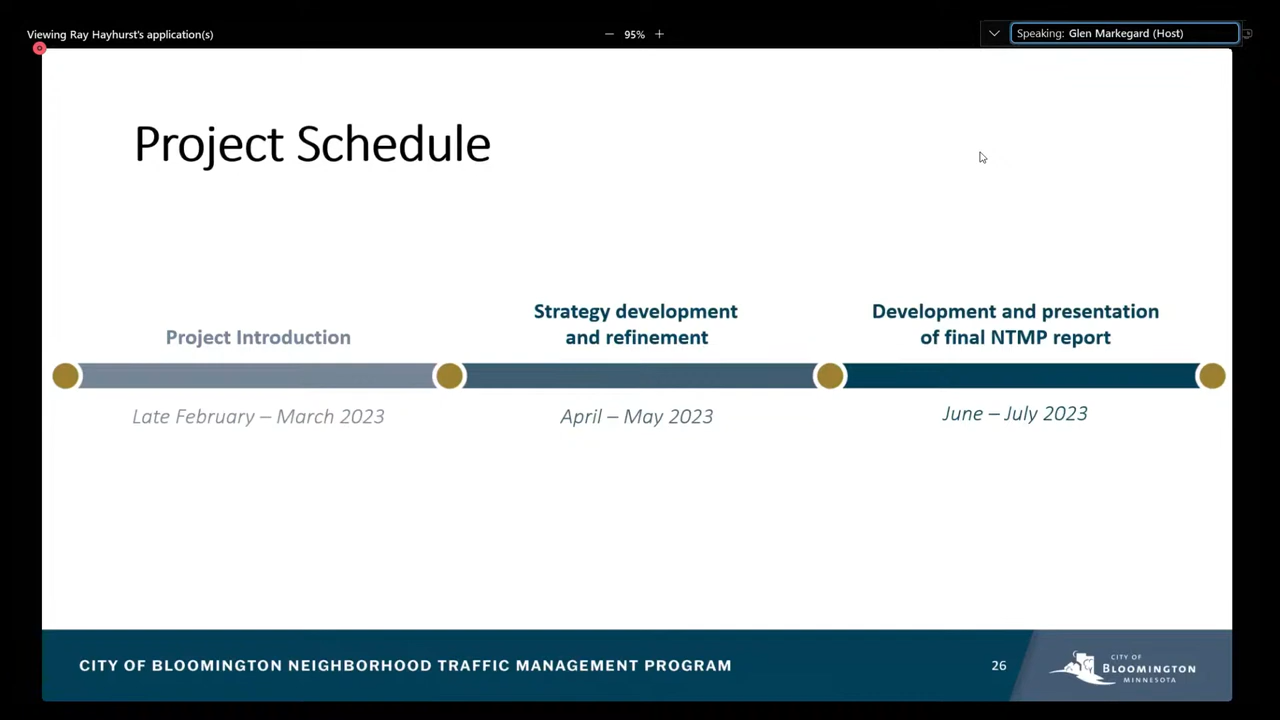 Viewing Ray Hayhurst's application(s)
— 95% +
Speaking: Glen Markegard (Host)
Project Schedule
Project Introduction
Strategy development
and refinement
Development and presentation
of final NTMP report
Late February – March 2023
April – May 2023
June – July 2023
CITY OF BLOOMINGTON NEIGHBORHOOD TRAFFIC MANAGEMENT PROGRAM
26
CITY OF
BLOOMINGTON
MINNESOTA